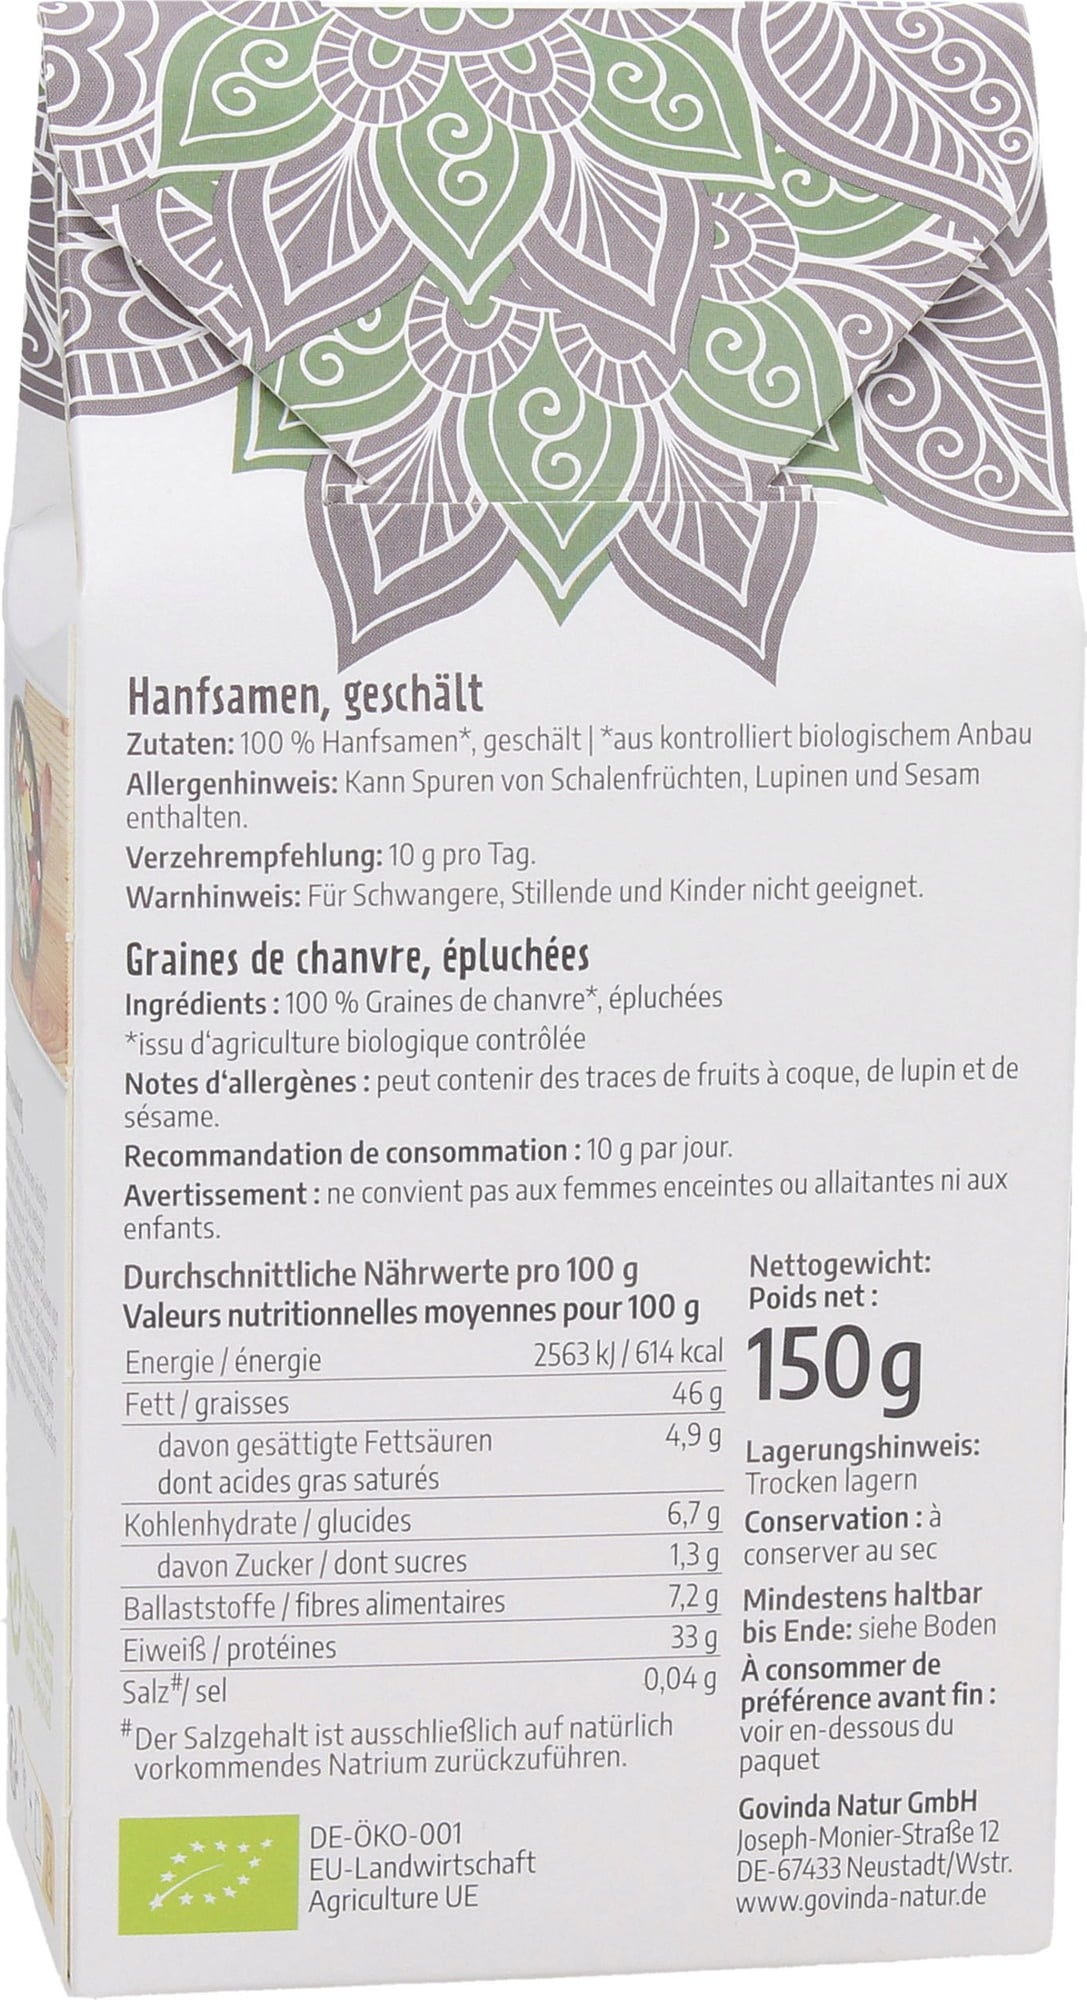 Hanfsamen, geschält
Zutaten: 100 % Hanfsamen*, geschält | *aus kontrolliert biologischem Anbau
Allergenhinweis: Kann Spuren von Schalenfrüchten, Lupinen und Sesam
enthalten.
Verzehrempfehlung: 10 g pro Tag.
Warnhinweis: Für Schwangere, Stillende und Kinder nicht geeignet.
Graines de chanvre, épluchées
Ingrédients : 100 % Graines de chanvre*, épluchées
*issu d‘agriculture biologique contrôlée
Notes d‘allergènes : peut contenir des traces de fruits à coque, de lupin et de
sésame.
Recommandation de consommation : 10 g par jour.
Avertissement : ne convient pas aux femmes enceintes ou allaitantes ni aux
enfants.
Durchschnittliche Nährwerte pro 100 g
Valeurs nutritionnelles moyennes pour 100 g
Energie / énergie 2563 kJ / 614 kcal
Fett / graisses 46 g
davon gesättigte Fettsäuren 4,9 g
dont acides gras saturés
Kohlenhydrate / glucides 6,7 g
davon Zucker / dont sucres 1,3 g
Ballaststoffe / fibres alimentaires 7,2 g
Eiweiß / protéines 33 g
Salz#/ sel 0,04 g
#Der Salzgehalt ist ausschließlich auf natürlich
vorkommendes Natrium zurückzuführen.
Nettogewicht:
Poids net :
150g
Lagerungshinweis:
Trocken lagern
Conservation : à
conserver au sec
Mindestens haltbar
bis Ende: siehe Boden
À consommer de
préférence avant fin :
voir en-dessous du
paquet
Govinda Natur GmbH
Joseph-Monier-Straße 12
DE-67433 Neustadt/Wstr.
www.govinda-natur.de
DE-ÖKO-001
EU-Landwirtschaft
Agriculture UE